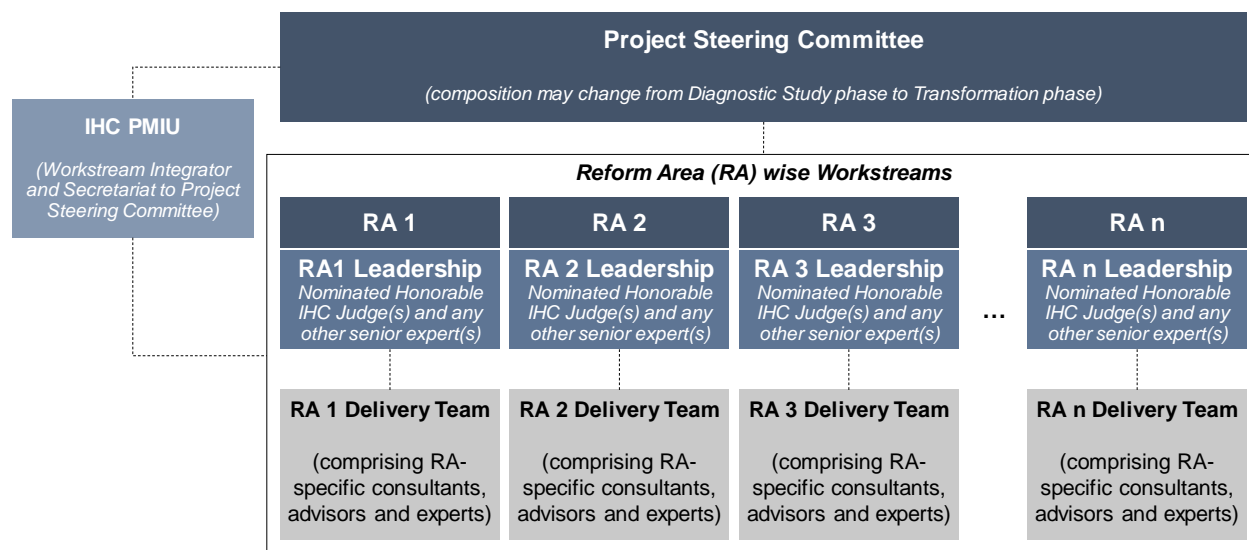 Project Steering Committee
(composition may change from Diagnostic Study phase to Transformation phase)
IHC PMIU
(Workstream Integrator
and Secretariat to Project
Steering Committee)
Reform Area (RA) wise Workstreams
RA 1
RA1 Leadership
Nominated Honorable
IHC Judge(s) and any
other senior expert(s)
RA 1 Delivery Team
(comprising RA-
specific consultants,
advisors and experts)
RA 2
RA 2 Leadership
Nominated Honorable
IHC Judge(s) and any
other senior expert(s)
RA 2 Delivery Team
(comprising RA-
specific consultants,
advisors and experts)
RA 3
RA 3 Leadership
Nominated Honorable
IHC Judge(s) and any
other senior expert(s)
RA 3 Delivery Team
(comprising RA-
specific consultants,
advisors and experts)
...
RA n
RA n Leadership
Nominated Honorable
IHC Judge(s) and any
other senior expert(s)
RA n Delivery Team
(comprising RA-
specific consultants,
advisors and experts)